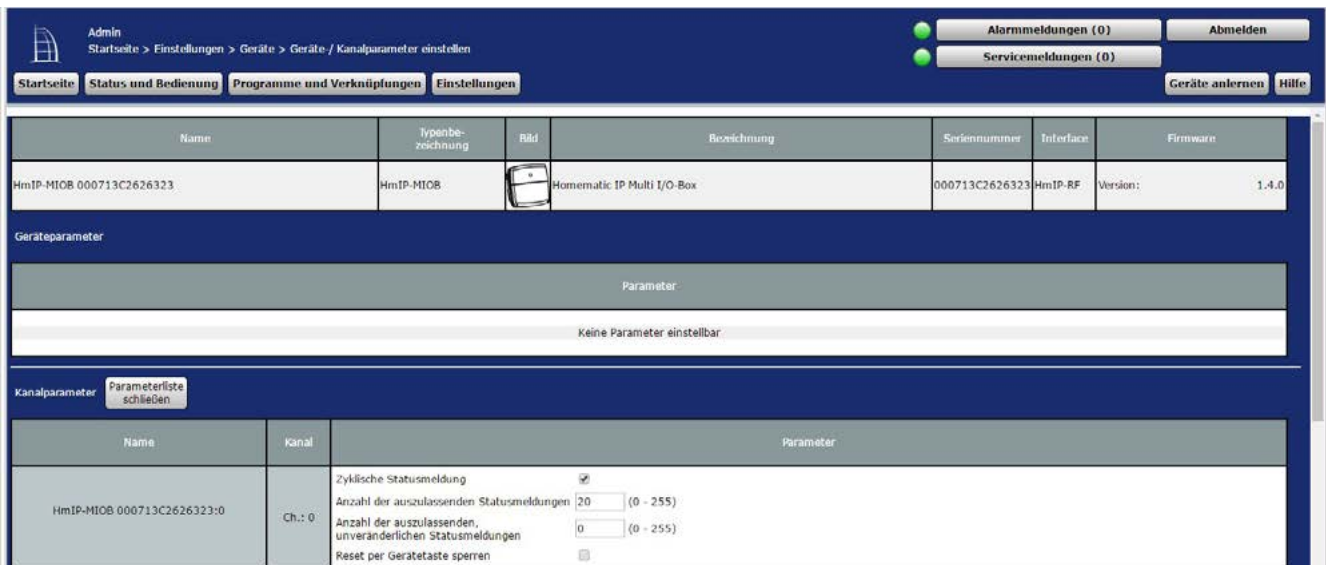 Admin
Alarmmeldungen (0)
Abmelden
Startseite > Einstellungen > Geräte > Geräte-/ Kanalparameter einstellen
Servicemeldungen (0)
Startseite
Status und Bedienung
Programme und Verknüpfungen
Einstellungen
Geräte anlernen
Hilfe
Name
Typenbe-
zeichnung
Bild
Bezeichnung
Seriennummer
Interface
Firmware
HmIP-MIOB 000713C2626323
HmIP-MIOB
Homematic IP Multi I/O-Box
000713C2626323
HmIP-RF
Version:
1.4.0
Geräteparameter
Parameter
Keine Parameter einstellbar
Kanalparameter
Parameterliste
schließen
Name
Kanal
Parameter
HmIP-MIOB 000713C2626323:0
Ch.: 0
Zyklische Statusmeldung
Anzahl der auszulassenden Statusmeldungen 20 (0 - 255)
Anzahl der auszulassenden,
unveränderlichen Statusmeldungen 0 (0 - 255)
Reset per Gerätetaste sperren